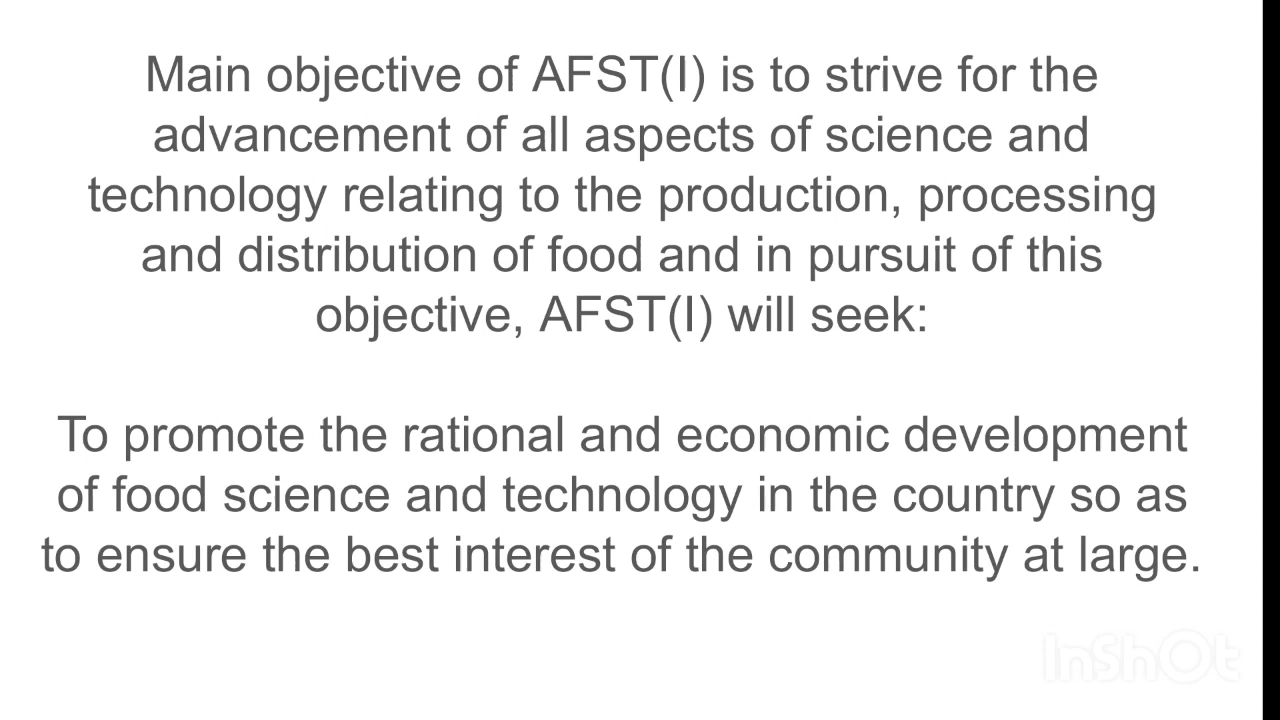 Main objective of AFST(I) is to strive for the
advancement of all aspects of science and
technology relating to the production, processing
and distribution of food and in pursuit of this
objective, AFST(I) will seek:
To promote the rational and economic development
of food science and technology in the country so as
to ensure the best interest of the community at large.
InShOt